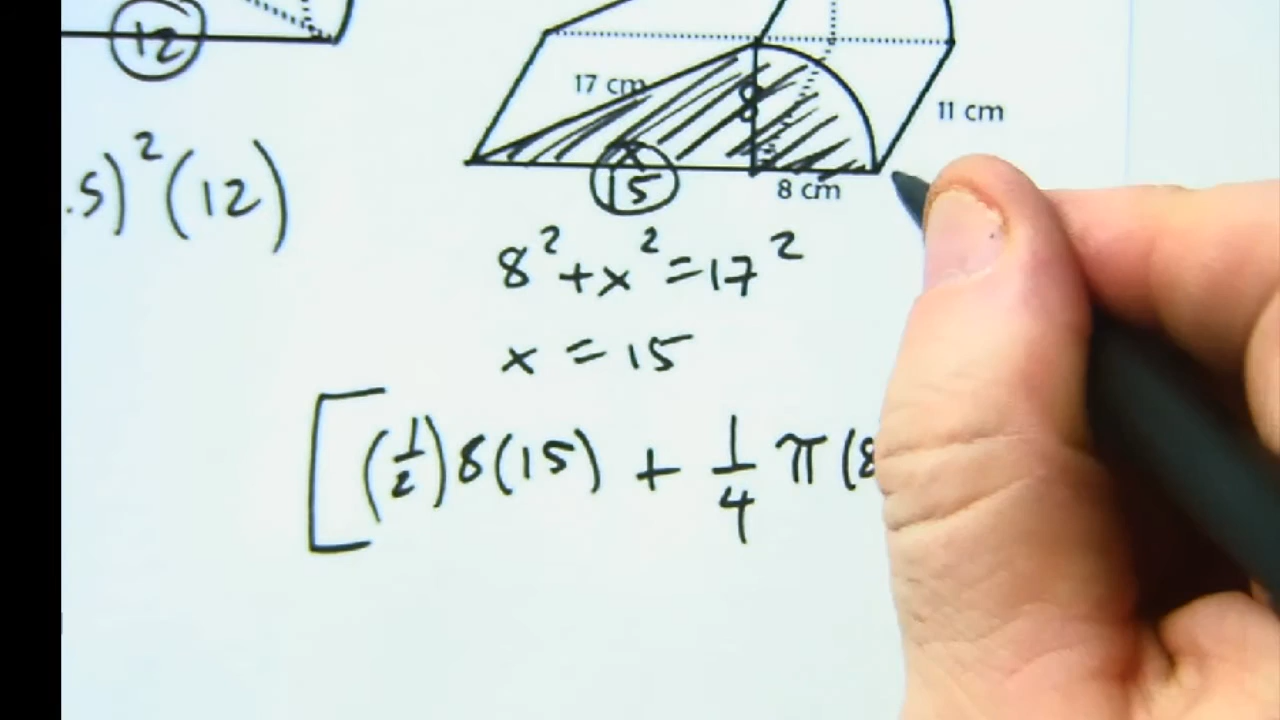 12
17 cm
8
11 cm
x
15
8 cm
.5)²(12)
8²+x²=17²
x = 15
[(1/2)8(15) + 1/4 π(8